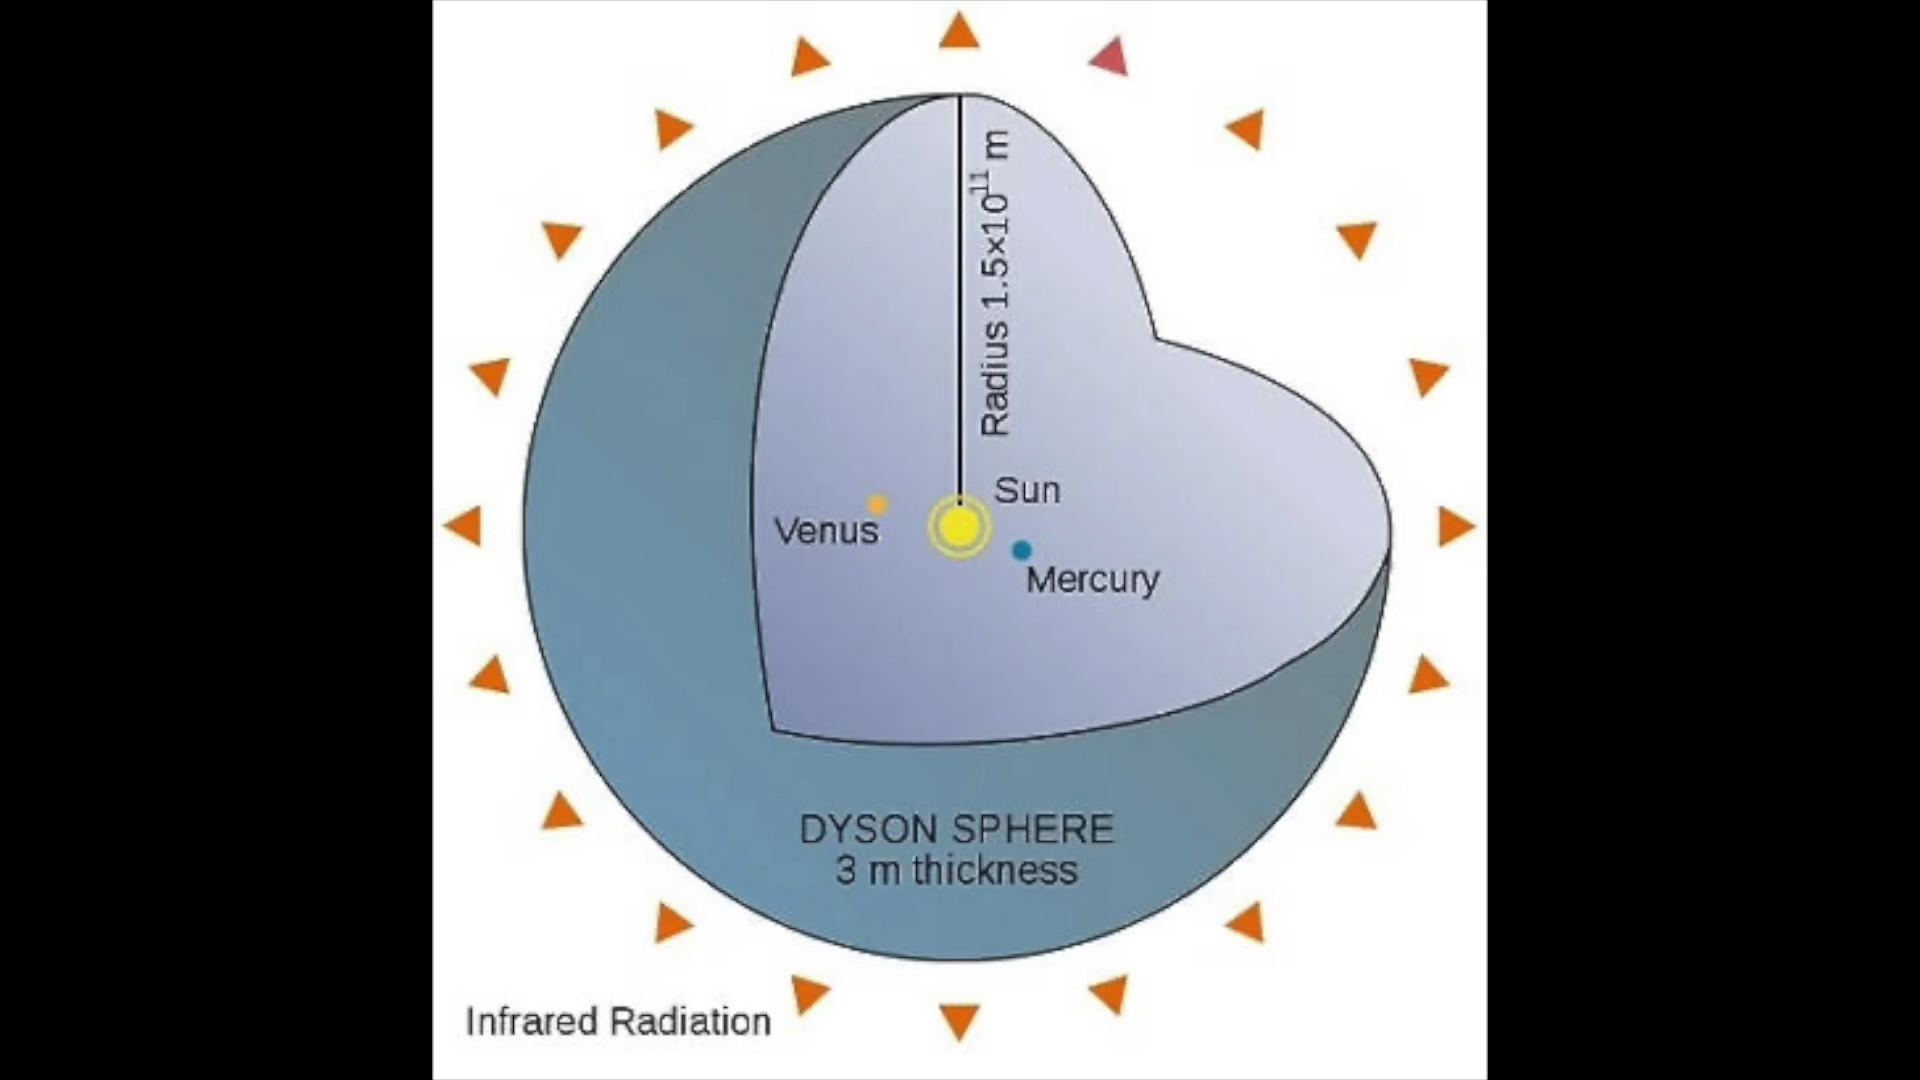 Radius 1.5×10¹¹ m
Sun
Venus
Mercury
DYSON SPHERE
3 m thickness
Infrared Radiation